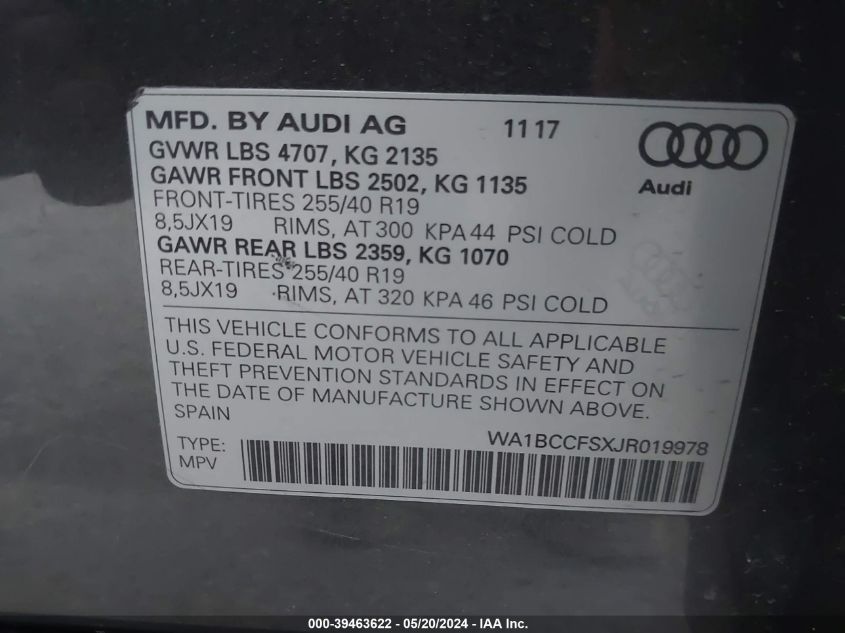 MFD. BY AUDI AG 11 17
GVWR LBS 4707, KG 2135
GAWR FRONT LBS 2502, KG 1135
FRONT-TIRES 255/40 R19
8,5JX19 RIMS, AT 300 KPA 44 PSI COLD
GAWR REAR LBS 2359, KG 1070
REAR-TIRES 255/40 R19
8,5JX19 RIMS, AT 320 KPA 46 PSI COLD
Audi
THIS VEHICLE CONFORMS TO ALL APPLICABLE
U.S. FEDERAL MOTOR VEHICLE SAFETY AND
THEFT PREVENTION STANDARDS IN EFFECT ON
THE DATE OF MANUFACTURE SHOWN ABOVE.
SPAIN
WA1BCCFSXJR019978
TYPE:
MPV
000-39463622 - 05/20/2024 - IAA Inc.